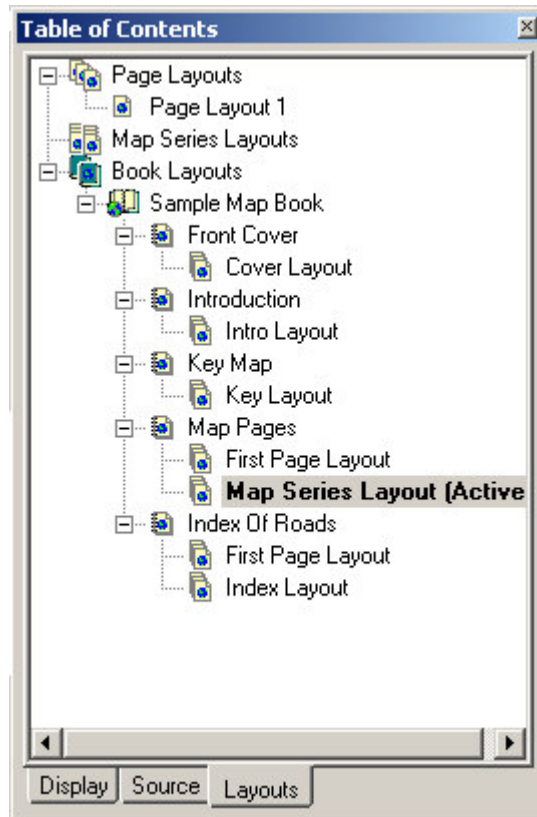 Table of Contents
Page Layouts
Page Layout 1
Map Series Layouts
Book Layouts
Sample Map Book
Front Cover
Cover Layout
Introduction
Intro Layout
Key Map
Key Layout
Map Pages
First Page Layout
Map Series Layout (Active
Index Of Roads
First Page Layout
Index Layout
Display Source Layouts